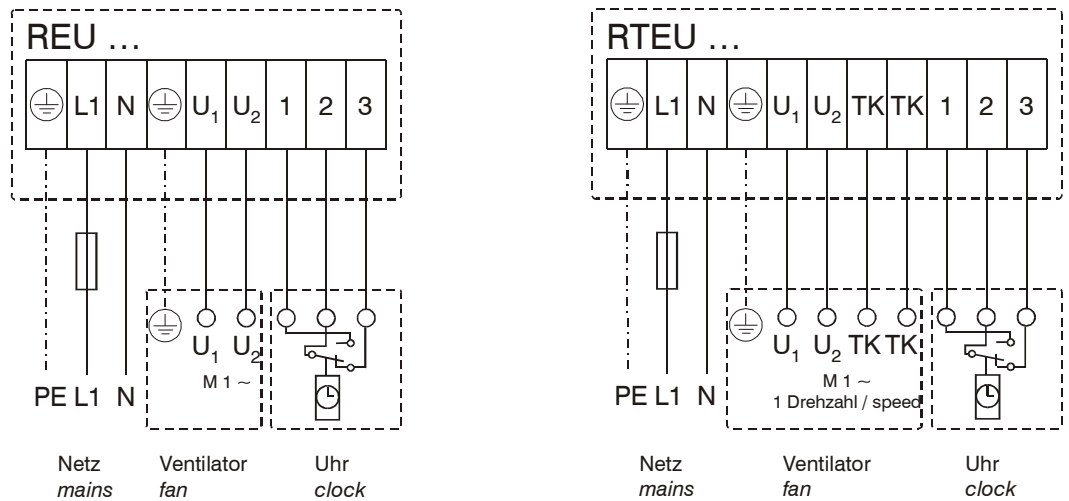 REU ...
L1 N U1 U2 1 2 3
U1 U2
M 1 ~
PE L1 N
Netz Ventilator Uhr
mains fan clock
RTEU ...
L1 N U1 U2 TK TK 1 2 3
U1 U2 TK TK
M 1 ~
1 Drehzahl / speed
PE L1 N
Netz Ventilator Uhr
mains fan clock